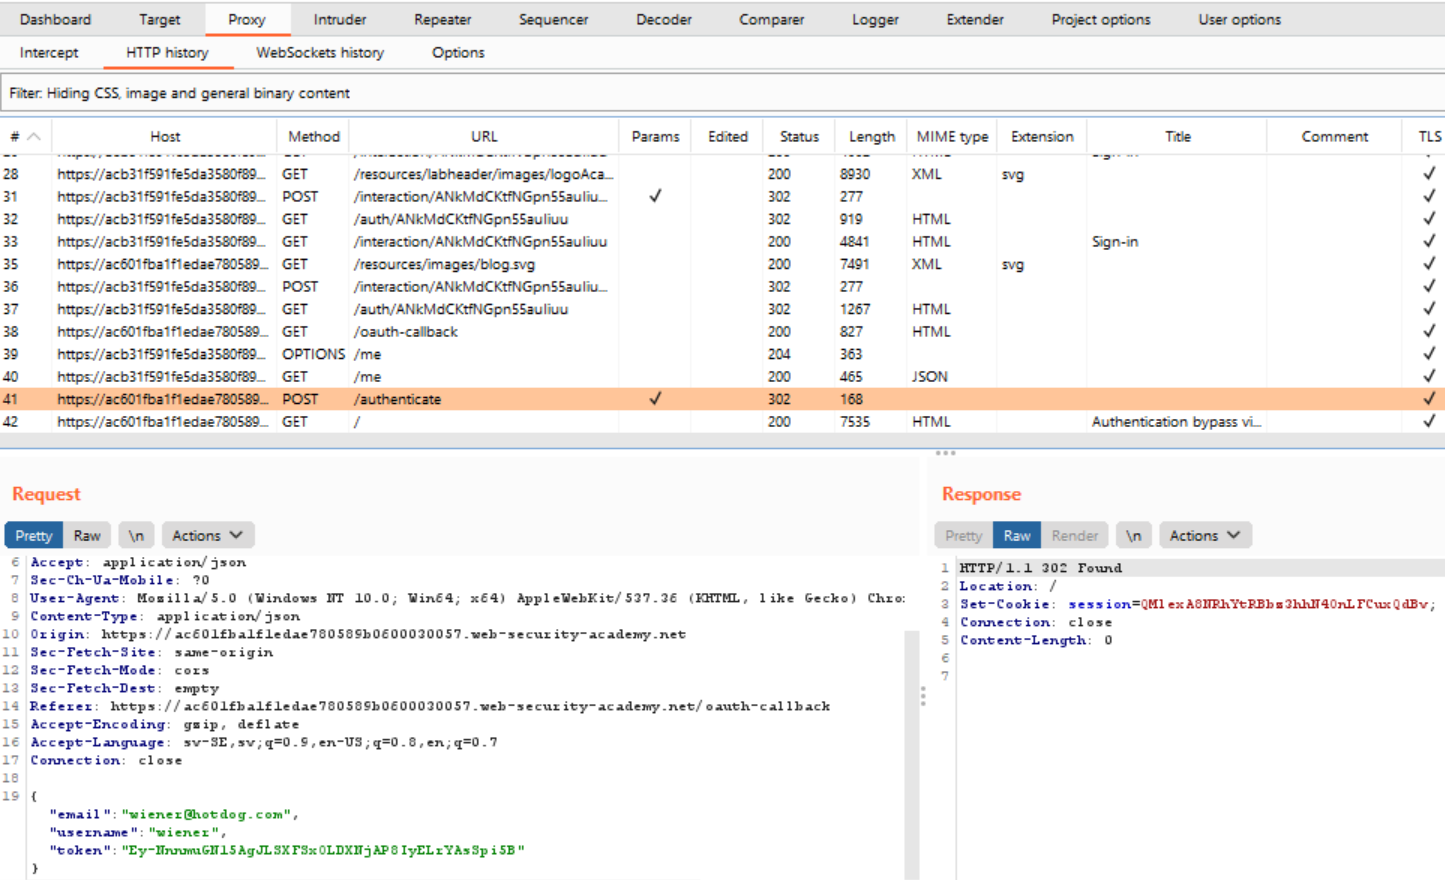 Dashboard Target Proxy Intruder Repeater Sequencer Decoder Comparer Logger Extender Project options User options
Intercept HTTP history WebSockets history Options
Filter: Hiding CSS, image and general binary content
# Host Method URL Params Edited Status Length MIME type Extension Title Comment TLS
28 https://acb31f591fe5da3580f89... GET /resources/labheader/images/logoAca... 200 8930 XML svg ✓
31 https://acb31f591fe5da3580f89... POST /interaction/ANkMdCKtfNGpn55auIiu... ✓ 302 277 ✓
32 https://acb31f591fe5da3580f89... GET /auth/ANkMdCKtfNGpn55auIiuu 302 919 HTML ✓
33 https://acb31f591fe5da3580f89... GET /interaction/ANkMdCKtfNGpn55auIiuu 200 4841 HTML Sign-in ✓
35 https://ac601fba1f1edae780589... GET /resources/images/blog.svg 200 7491 XML svg ✓
36 https://acb31f591fe5da3580f89... POST /interaction/ANkMdCKtfNGpn55auIiu... 302 277 ✓
37 https://acb31f591fe5da3580f89... GET /auth/ANkMdCKtfNGpn55auIiuu 302 1267 HTML ✓
38 https://ac601fba1f1edae780589... GET /oauth-callback 200 827 HTML ✓
39 https://acb31f591fe5da3580f89... OPTIONS /me 204 363 ✓
40 https://acb31f591fe5da3580f89... GET /me 200 465 JSON ✓
41 https://ac601fba1f1edae780589... POST /authenticate ✓ 302 168 ✓
42 https://ac601fba1f1edae780589... GET / 200 7535 HTML Authentication bypass vi... ✓
Request
Pretty Raw \n Actions
6 Accept: application/json
7 Sec-Ch-Ua-Mobile: ?0
8 User-Agent: Mozilla/5.0 (Windows NT 10.0; Win64; x64) AppleWebKit/537.36 (KHTML, like Gecko) Chro
9 Content-Type: application/json
10 Origin: https://ac601fba1f1edae780589b0600030057.web-security-academy.net
11 Sec-Fetch-Site: same-origin
12 Sec-Fetch-Mode: cors
13 Sec-Fetch-Dest: empty
14 Referer: https://ac601fba1f1edae780589b0600030057.web-security-academy.net/oauth-callback
15 Accept-Encoding: gzip, deflate
16 Accept-Language: sv-SE,sv;q=0.9,en-US;q=0.8,en;q=0.7
17 Connection: close
18
19 {
"email":"wiener@hotdog.com",
"username":"wiener",
"token":"Ey-NnnmuGNl5AgJLSXFSx0LDXNjAP8IyELrYAsSpi5B"
}
Response
Pretty Raw Render \n Actions
1 HTTP/1.1 302 Found
2 Location: /
3 Set-Cookie: session=QMlexA8NRhYtRBbz3hhN40nLFCuxQdBv;
4 Connection: close
5 Content-Length: 0
6
7